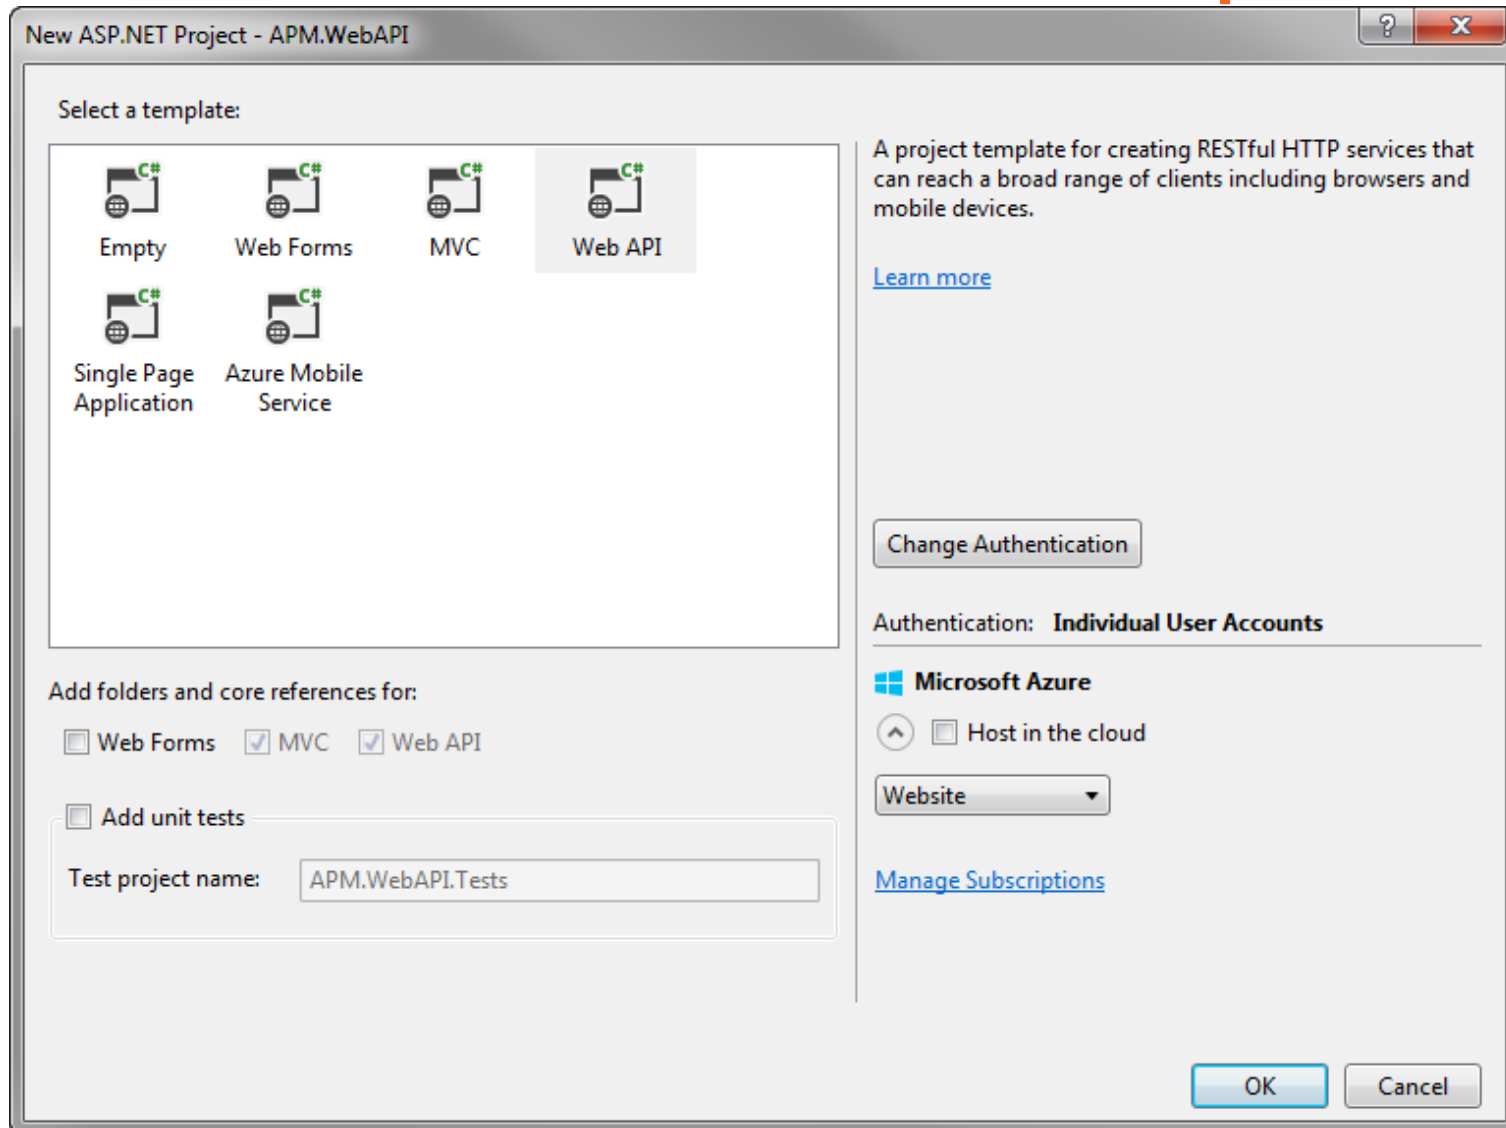 New ASP.NET Project - APM.WebAPI
?
Select a template:
C# C# C# C#
Empty Web Forms MVC Web API
C# C#
Single Page Azure Mobile
Application Service
A project template for creating RESTful HTTP services that
can reach a broad range of clients including browsers and
mobile devices.
Learn more
Change Authentication
Authentication: Individual User Accounts
Add folders and core references for:
Web Forms MVC Web API
Add unit tests
Test project name: APM.WebAPI.Tests
Microsoft Azure
Host in the cloud
Website
Manage Subscriptions
OK Cancel